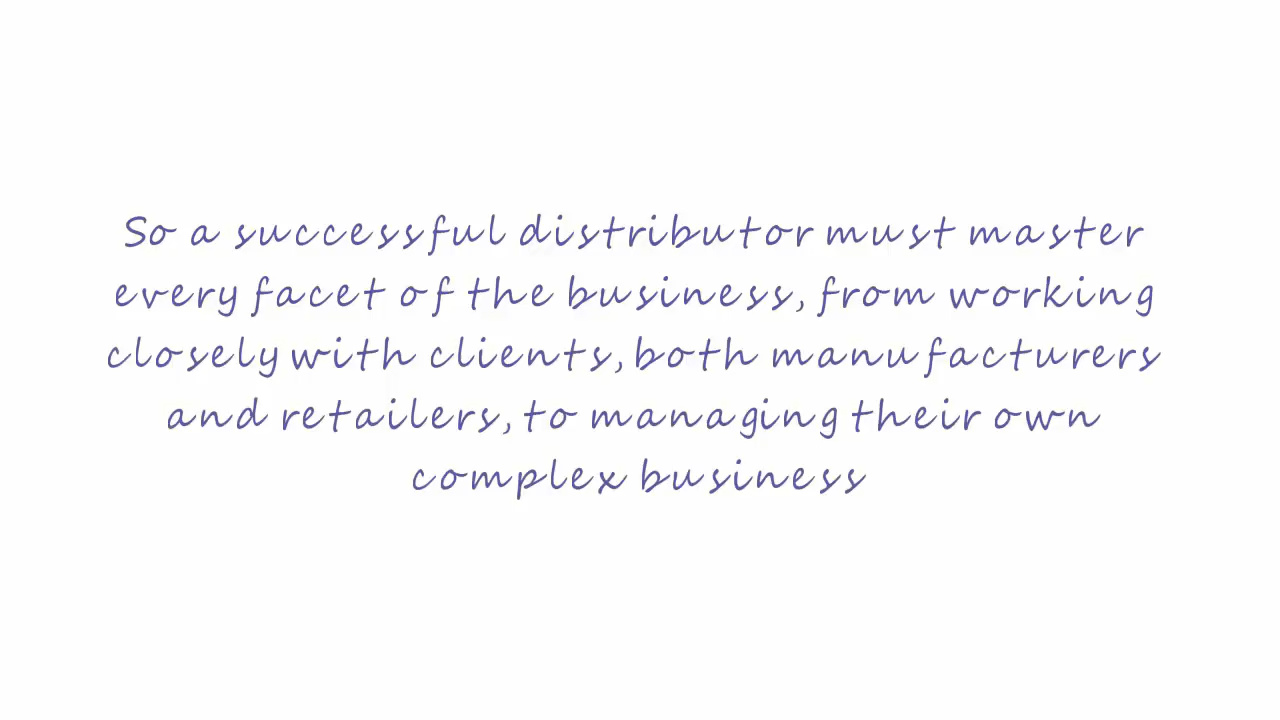 So a successful distributor must master
every facet of the business, from working
closely with clients, both manufacturers
and retailers, to managing their own
complex business